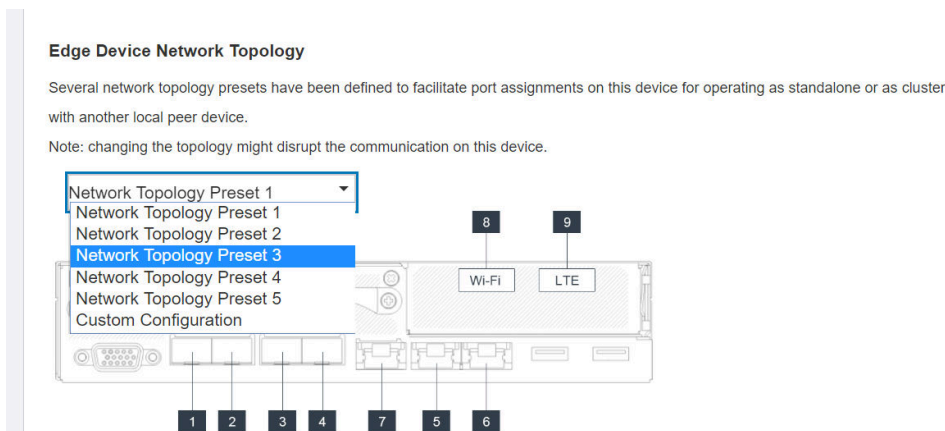 Edge Device Network Topology
Several network topology presets have been defined to facilitate port assignments on this device for operating as standalone or as cluster
with another local peer device.
Note: changing the topology might disrupt the communication on this device.
Network Topology Preset 1
Network Topology Preset 1
Network Topology Preset 2
Network Topology Preset 3
Network Topology Preset 4
Network Topology Preset 5
Custom Configuration
8 9
Wi-Fi LTE
1 2 3 4 7 5 6